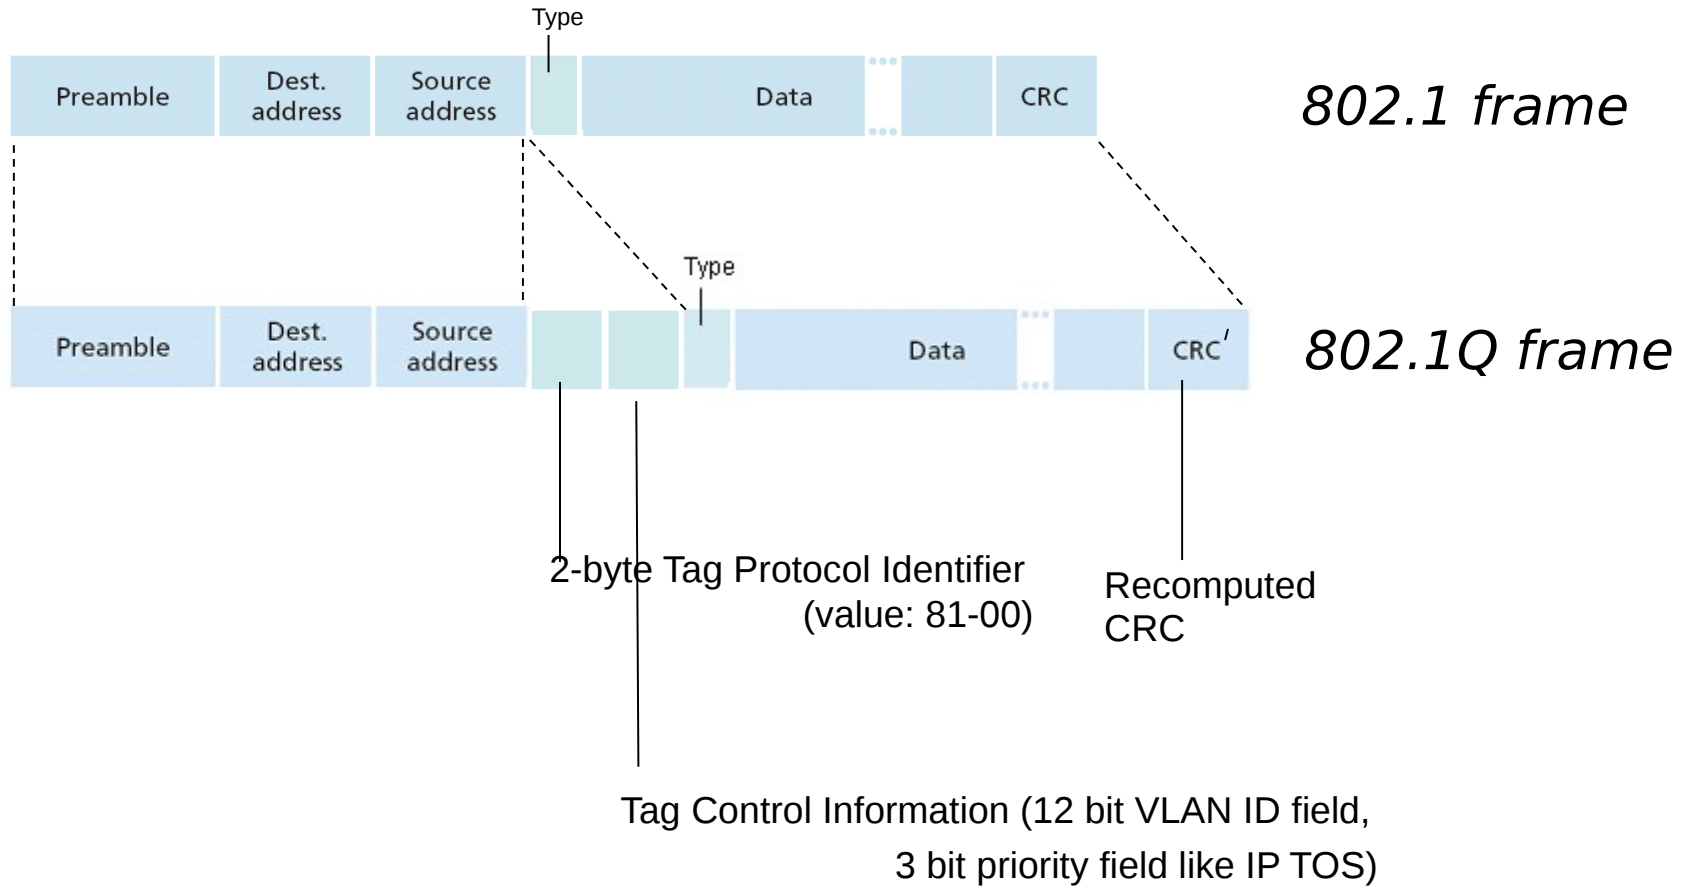 Type
Preamble
Dest.
address
Source
address
Data
CRC
802.1 frame
Type
Preamble
Dest.
address
Source
address
Data
CRC′
802.1Q frame
2-byte Tag Protocol Identifier
(value: 81-00)
Recomputed
CRC
Tag Control Information (12 bit VLAN ID field,
3 bit priority field like IP TOS)